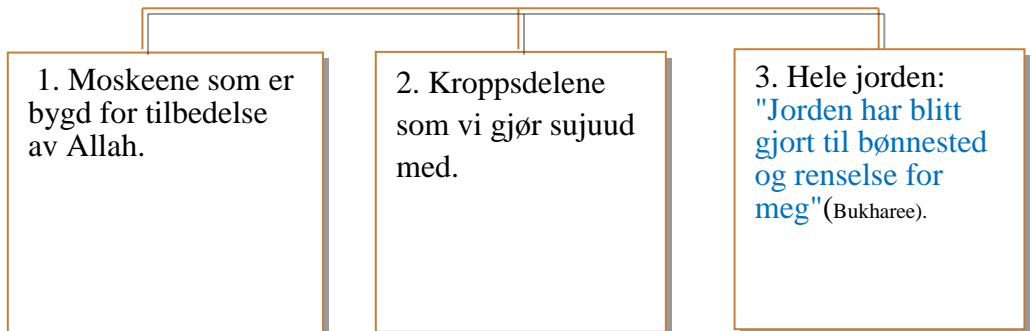 1. Moskeene som er
bygd for tilbedelse
av Allah.
2. Kroppsdelene
som vi gjør sujuud
med.
3. Hele jorden:
"Jorden har blitt
gjort til bønnested
og renselse for
meg"(Bukharee).